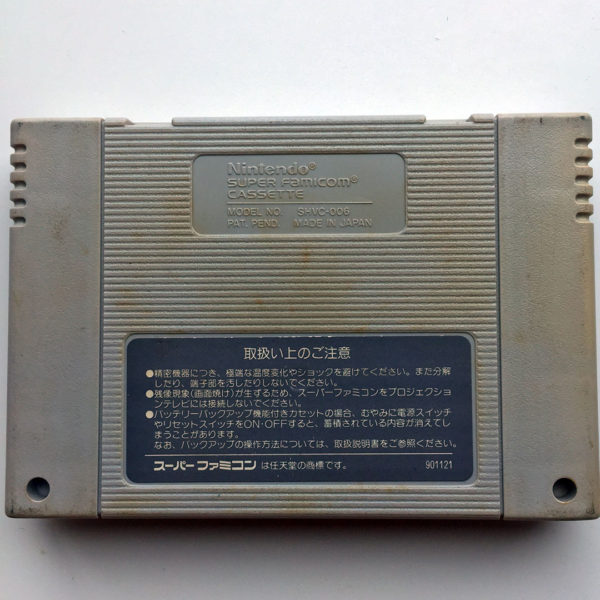 Nintendo®
SUPER Famicom®
CASSETTE
MODEL NO. SHVC-006
PAT. PEND. MADE IN JAPAN
取扱い上のご注意
●精密機器につき、極端な温度変化やショックを避けてください。また分解
したり、端子部を汚したりしないでください。
●残像現象(画面焼け)が生ずるため、スーパーファミコンをプロジェクショ
ンテレビには接続しないでください。
●バッテリーバックアップ機能付きカセットの場合、むやみに電源スイッチ
やリセットスイッチをON·OFFすると、蓄積されている内容が消えてし
まうことがあります。
なお、バックアップの操作方法については、取扱説明書をご参照ください。
スーパーファミコンは任天堂の商標です。 901121